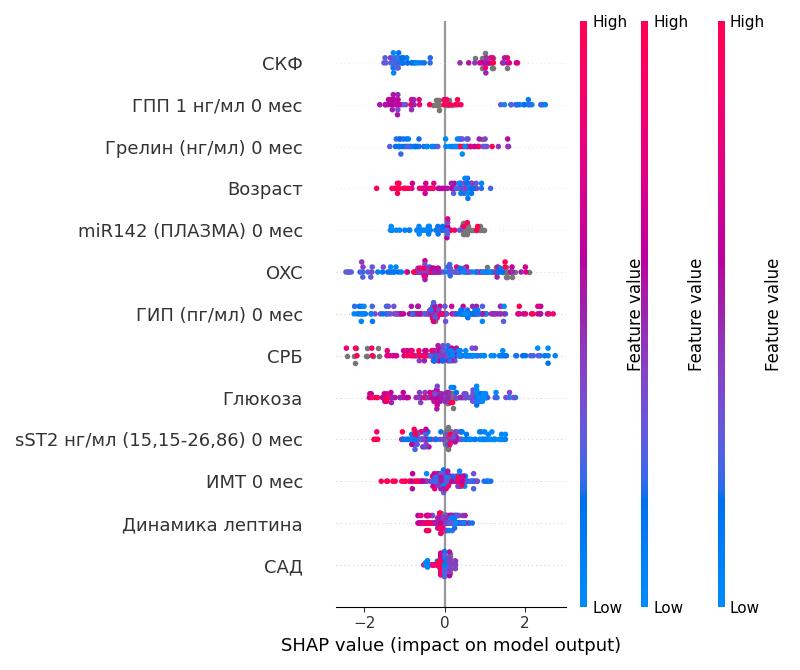 High
High
High
СКФ
ГПП 1 нг/мл 0 мес
Грелин (нг/мл) 0 мес
Возраст
miR142 (ПЛАЗМА) 0 мес
ОХС
ГИП (пг/мл) 0 мес
СРБ
Глюкоза
sST2 нг/мл (15,15-26,86) 0 мес
ИМТ 0 мес
Динамика лептина
САД
Feature value
Feature value
Feature value
Low
Low
Low
−2
0
2
SHAP value (impact on model output)